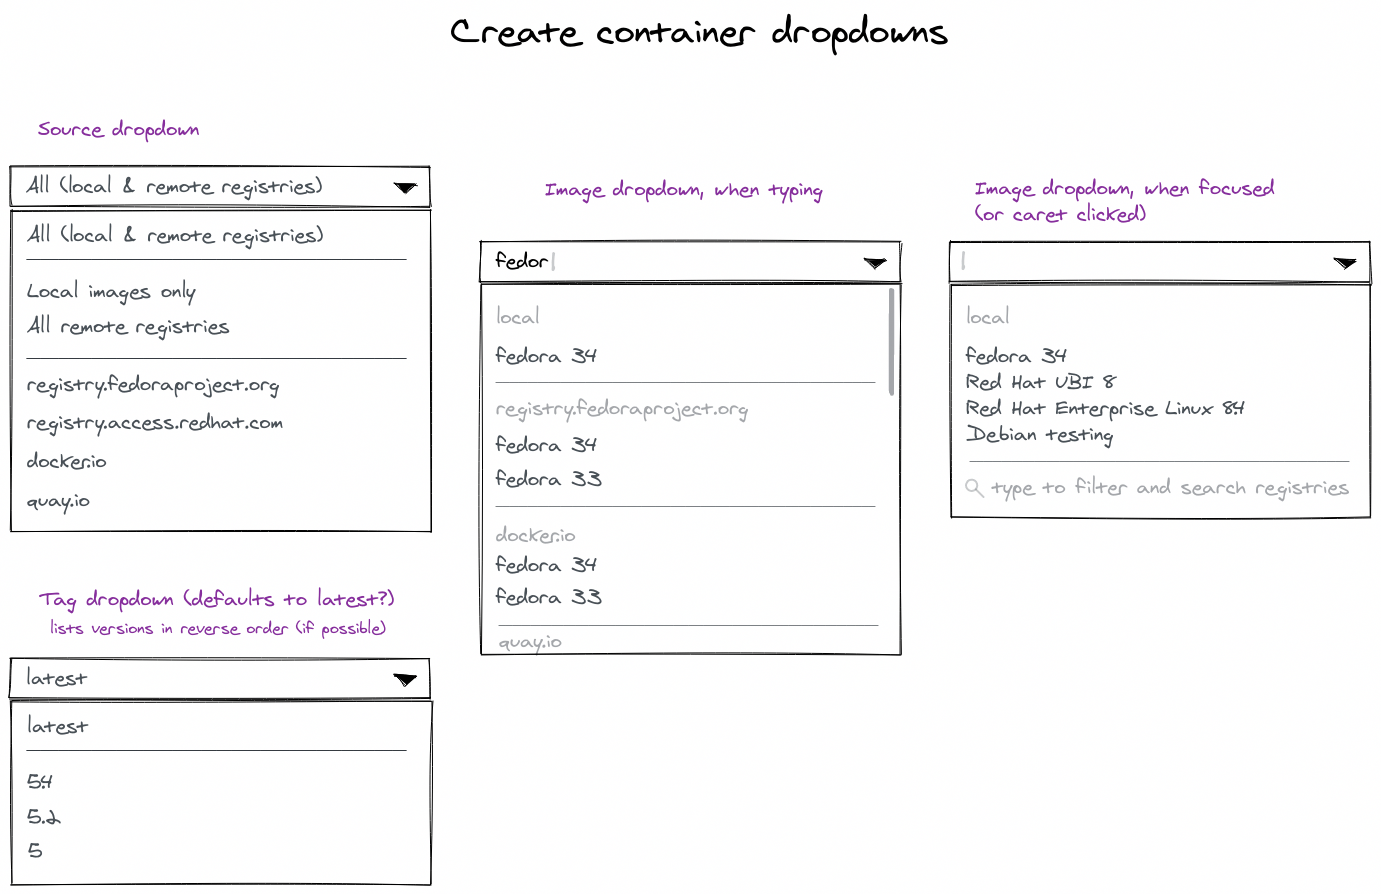 Create container dropdowns
Source dropdown
All (local & remote registries)
All (local & remote registries)
Local images only
All remote registries
registry.fedoraproject.org
registry.access.redhat.com
docker.io
quay.io
Tag dropdown (defaults to latest?)
lists versions in reverse order (if possible)
latest
latest
5.4
5.2
5
Image dropdown, when typing
fedor
local
fedora 34
registry.fedoraproject.org
fedora 34
fedora 33
docker.io
fedora 34
fedora 33
quay.io
Image dropdown, when focused
(or caret clicked)
local
fedora 34
Red Hat UBI 8
Red Hat Enterprise Linux 8.4
Debian testing
type to filter and search registries